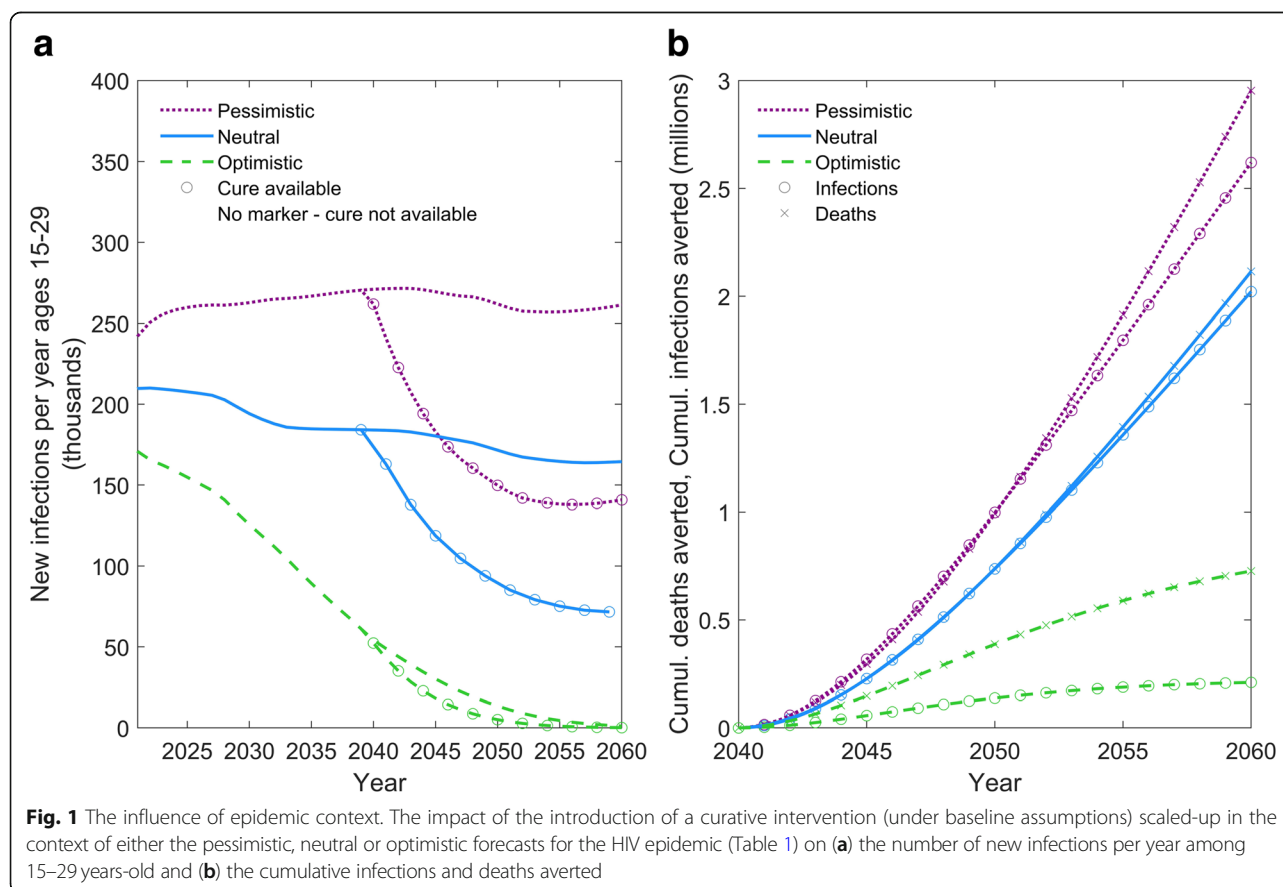 a
New infections per year ages 15-29
(thousands)
400
350
300
250
200
150
100
50
0
Pessimistic
Neutral
Optimistic
Cure available
No marker - cure not available
2025 2030 2035 2040 2045 2050 2055 2060
Year
b
Cumul. deaths averted, Cumul. infections averted (millions)
3
2.5
2
1.5
1
0.5
0
Pessimistic
Neutral
Optimistic
Infections
Deaths
2040 2045 2050 2055 2060
Year
Fig. 1 The influence of epidemic context. The impact of the introduction of a curative intervention (under baseline assumptions) scaled-up in the
context of either the pessimistic, neutral or optimistic forecasts for the HIV epidemic (Table 1) on (a) the number of new infections per year among
15–29 years-old and (b) the cumulative infections and deaths averted